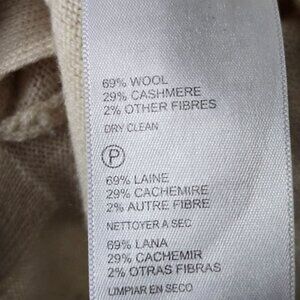 69% WOOL
29% CASHMERE
2% OTHER FIBRES
DRY CLEAN
P
69% LAINE
29% CACHEMIRE
2% AUTRE FIBRE
NETTOYER A SEC
69% LANA
29% CACHEMIR
2% OTRAS FIBRAS
LIMPIAR EN SECO